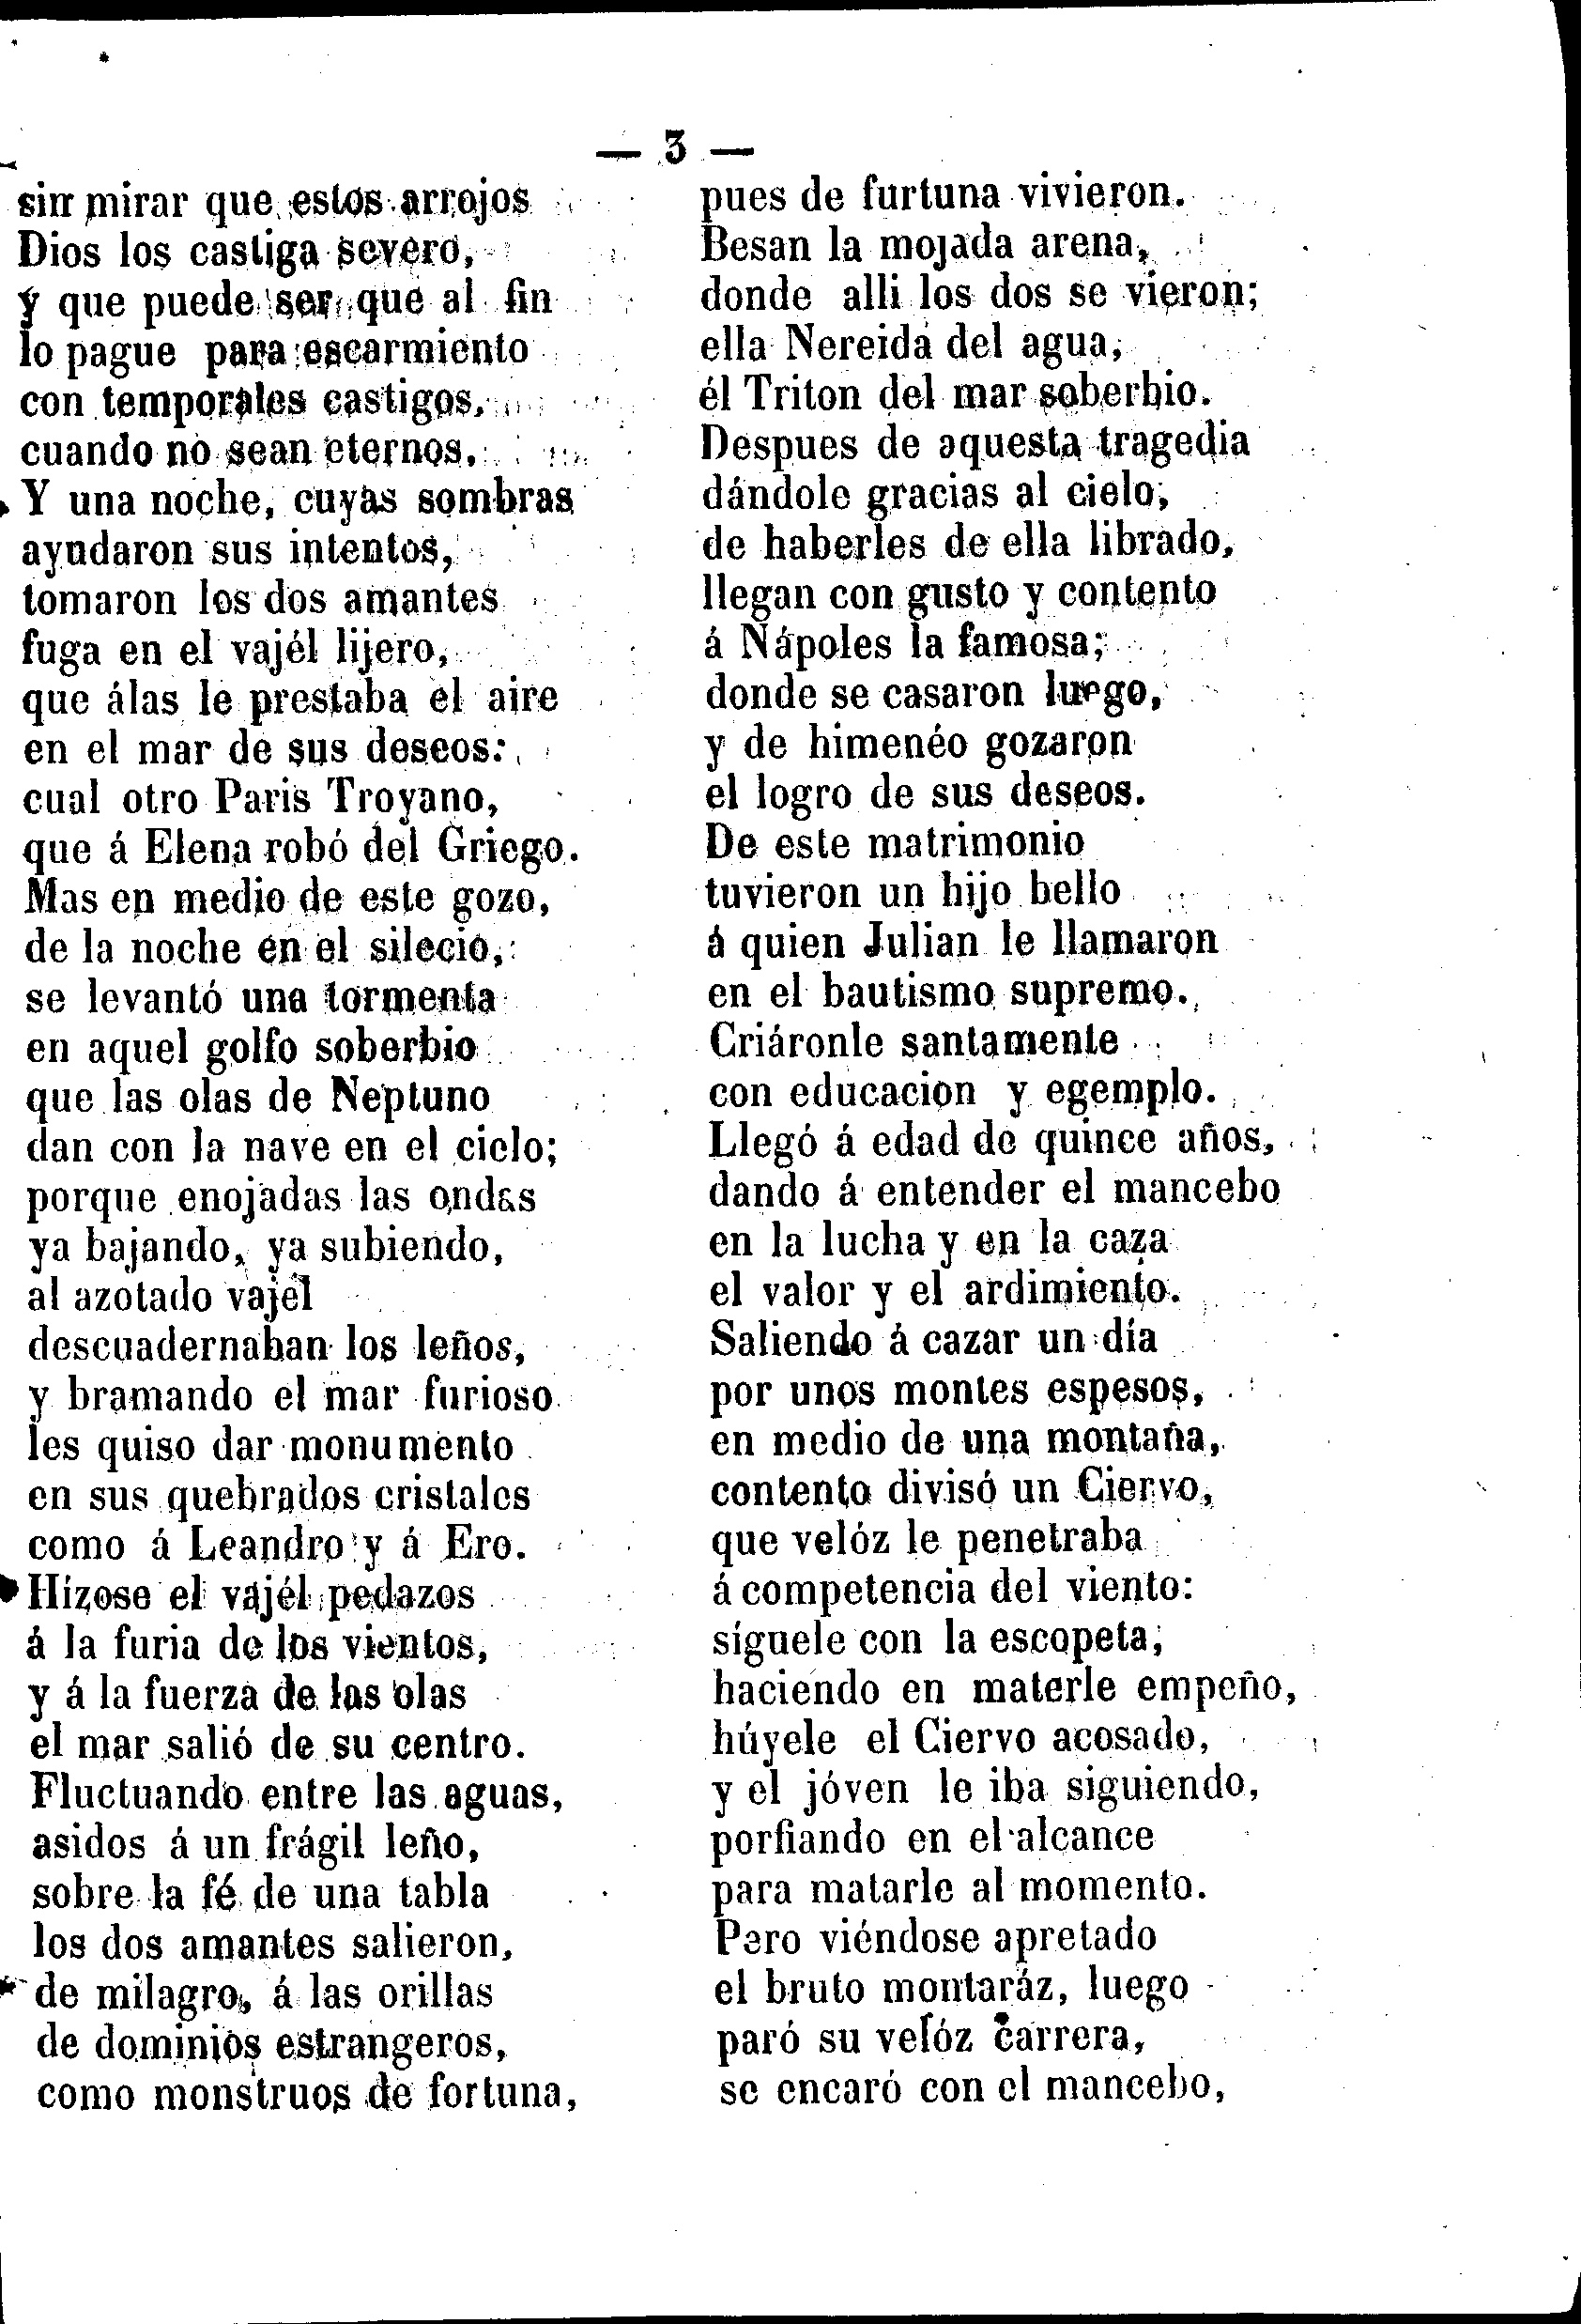 — 3 —
sin mirar que estos arrojos
Dios los castiga severo,
y que puede ser que al fin
lo pague para escarmiento
con temporales castigos,
cuando no sean eternos.
Y una noche, cuyas sombras
ayudaron sus intentos,
tomaron los dos amantes
fuga en el vajél lijero,
que álas le prestaba el aire
en el mar de sus deseos:
cual otro Paris Troyano,
que á Elena robó del Griego.
Mas en medio de este gozo,
de la noche en el silecio,
se levantó una tormenta
en aquel golfo soberbio
que las olas de Neptuno
dan con la nave en el cielo;
porque enojadas las ondas
ya bajando, ya subiendo,
al azotado vajél
descuadernaban los leños,
y bramando el mar furioso
les quiso dar monumento
en sus quebrados cristales
como á Leandro y á Ero.
Hízose el vajél pedazos
á la furia de los vientos,
y á la fuerza de las olas
el mar salió de su centro.
Fluctuando entre las aguas,
asidos á un frágil leño,
sobre la fé de una tabla
los dos amantes salieron,
de milagro, á las orillas
de dominios estrangeros,
como monstruos de fortuna,
pues de furtuna vivieron.
Besan la mojada arena,
donde alli los dos se vieron;
ella Nereida del agua,
él Triton del mar soberbio.
Despues de aquesta tragedia
dándole gracias al cielo,
de haberles de ella librado,
llegan con gusto y contento
á Nápoles la famosa;
donde se casaron luego,
y de himenéo gozaron
el logro de sus deseos.
De este matrimonio
tuvieron un hijo bello
á quien Julian le llamaron
en el bautismo supremo.
Criáronle santamente
con educacion y egemplo.
Llegó á edad de quince años,
dando á entender el mancebo
en la lucha y en la caza
el valor y el ardimiento.
Saliendo á cazar un día
por unos montes espesos,
en medio de una montaña,
contento divisó un Ciervo,
que velóz le penetraba
á competencia del viento:
síguele con la escopeta,
haciendo en materle empeño,
húyele el Ciervo acosado,
y el jóven le iba siguiendo,
porfiando en el alcance
para matarle al momento.
Pero viéndose apretado
el bruto montaráz, luego
paró su velóz carrera,
se encaró con el mancebo,